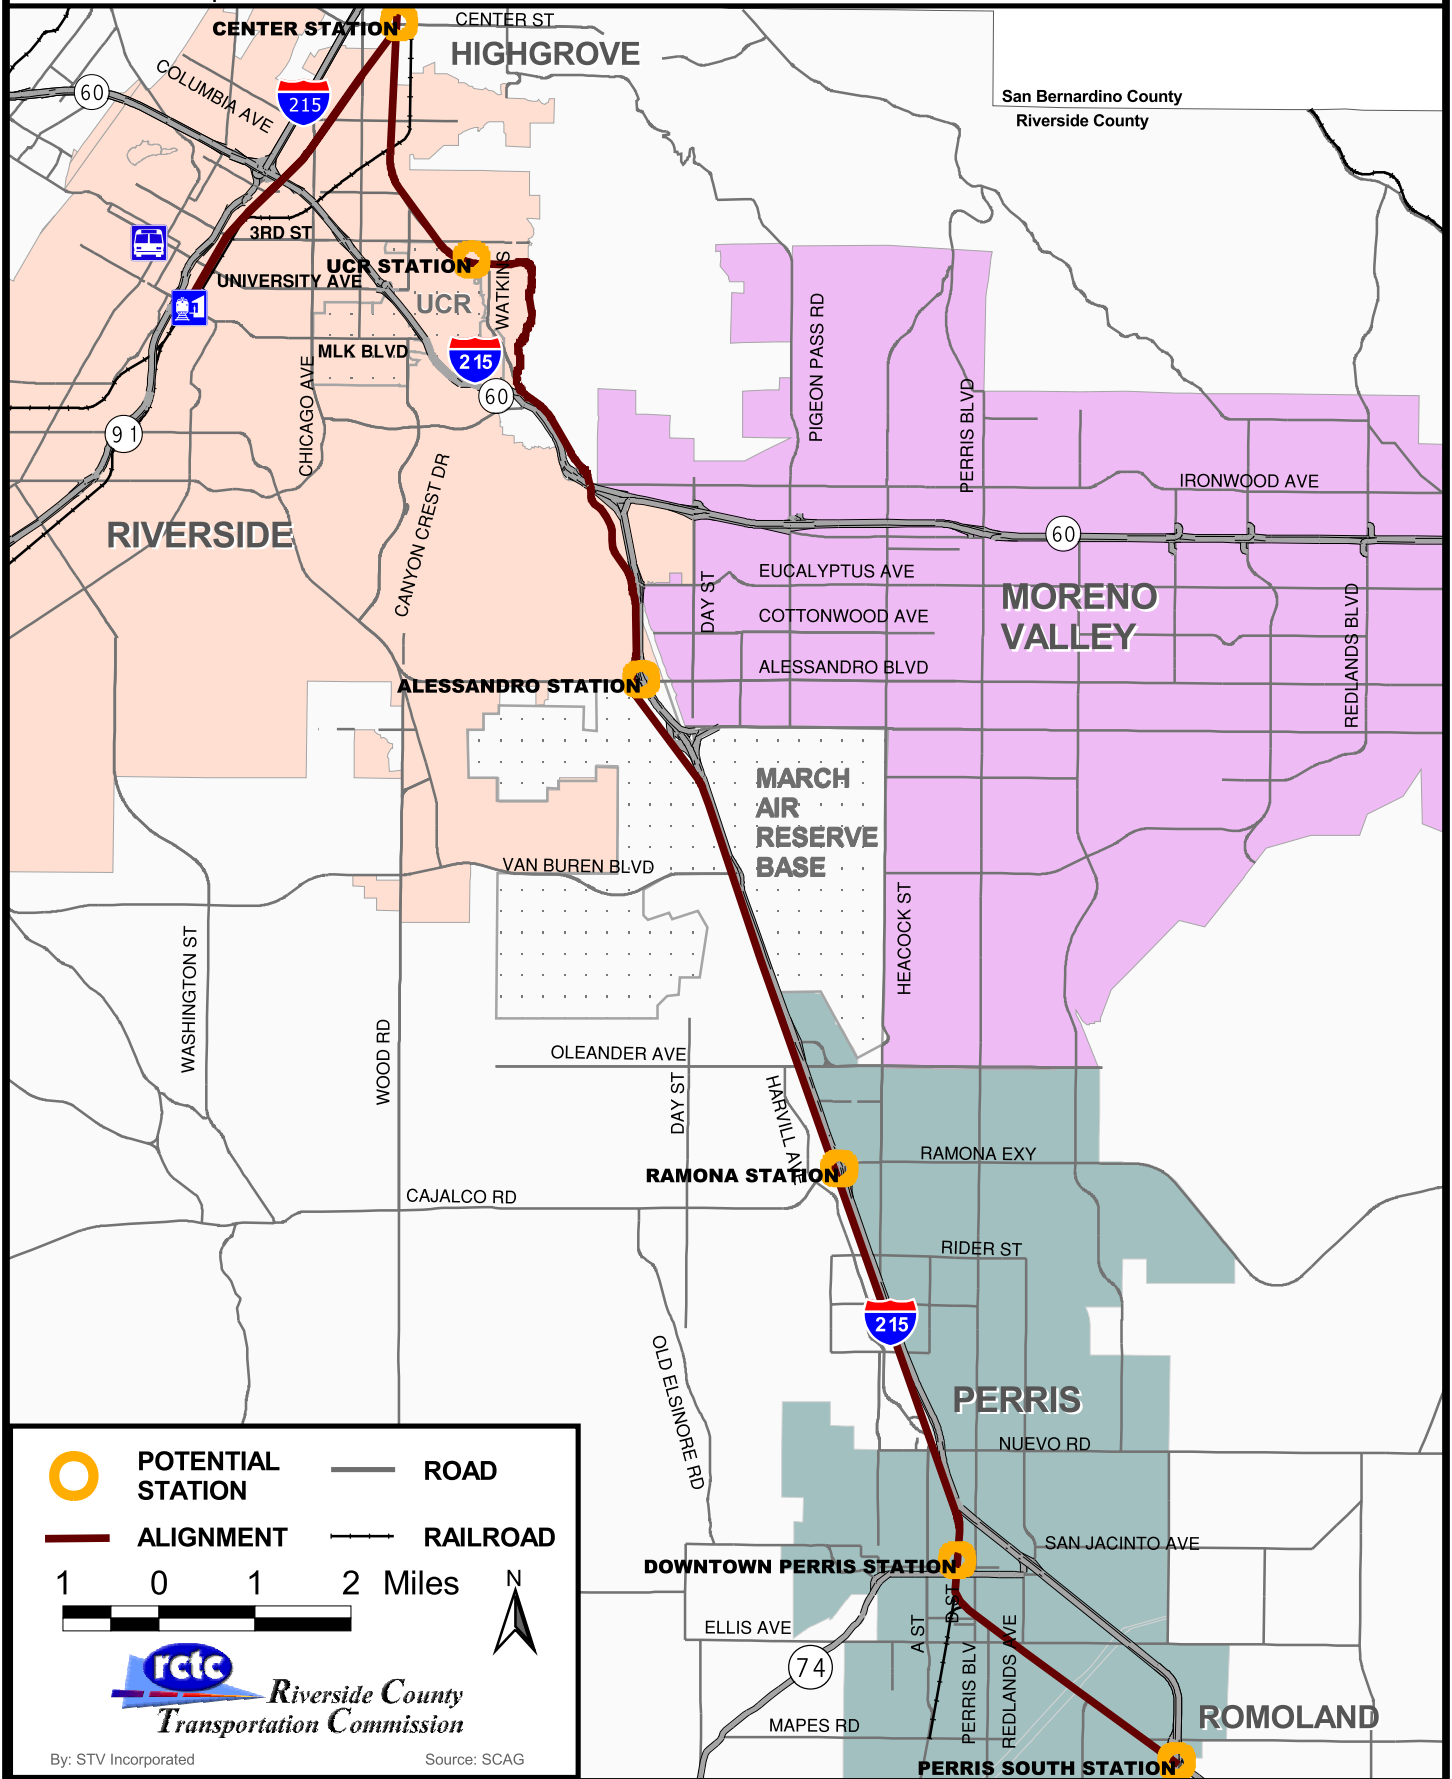 CENTER STATION
CENTER ST
HIGHGROVE
COLUMBIA AVE
60
215
San Bernardino County
Riverside County
3RD ST
UCR STATION
UNIVERSITY AVE
UCR
WATKINS
MLK BLVD
215
60
91
CHICAGO AVE
CANYON CREST DR
PIGEON PASS RD
PERRIS BLVD
IRONWOOD AVE
RIVERSIDE
60
EUCALYPTUS AVE
DAY ST
COTTONWOOD AVE
MORENO
VALLEY
REDLANDS BLVD
ALESSANDRO BLVD
ALESSANDRO STATION
MARCH
AIR
RESERVE
BASE
VAN BUREN BLVD
HEACOCK ST
WASHINGTON ST
WOOD RD
OLEANDER AVE
DAY ST
HARVILL AVE
RAMONA EXY
RAMONA STATION
CAJALCO RD
RIDER ST
215
OLD ELSINORE RD
PERRIS
NUEVO RD
SAN JACINTO AVE
DOWNTOWN PERRIS STATION
D ST
ELLIS AVE
A ST
PERRIS BLV
REDLANDS AVE
74
MAPES RD
ROMOLAND
PERRIS SOUTH STATION
POTENTIAL
STATION
ROAD
ALIGNMENT
RAILROAD
1 0 1 2 Miles
N
rctc
Riverside County
Transportation Commission
By: STV Incorporated
Source: SCAG